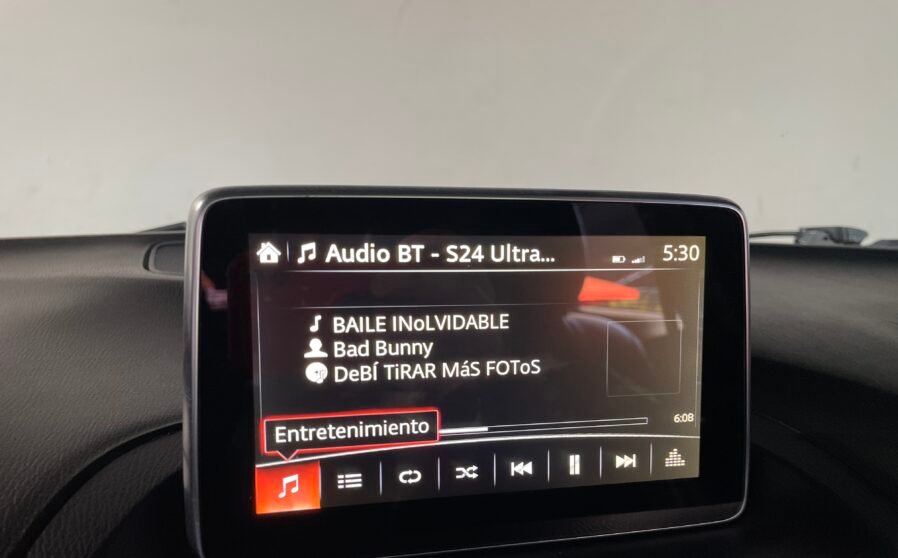 Audio BT - S24 Ultra... 5:30
BAILE INoLVIDABLE
Bad Bunny
DeBÍ TiRAR MáS FOToS
6:08
Entretenimiento